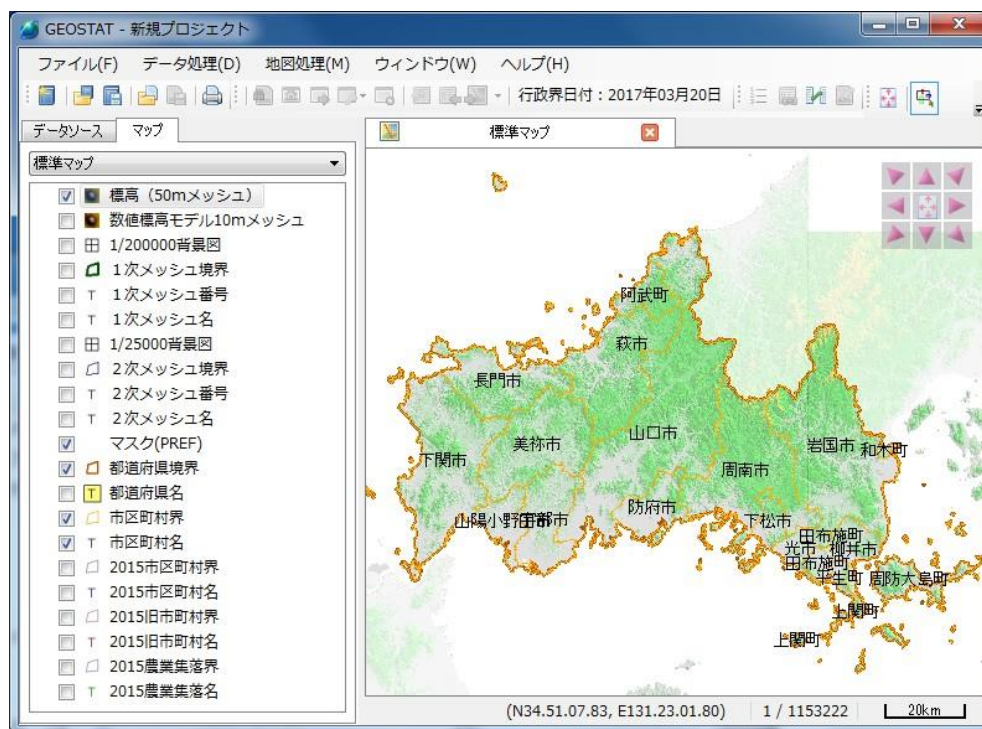 GEOSTAT - 新規プロジェクト
ファイル(F) データ処理(D) 地図処理(M) ウィンドウ(W) ヘルプ(H)
行政界日付：2017年03月20日
データソース マップ
標準マップ
標準マップ
標高（50mメッシュ）
数値標高モデル10mメッシュ
1/200000背景図
1次メッシュ境界
T 1次メッシュ番号
T 1次メッシュ名
1/25000背景図
2次メッシュ境界
T 2次メッシュ番号
T 2次メッシュ名
マスク(PREF)
都道府県境界
T 都道府県名
市区町村界
T 市区町村名
2015市区町村界
T 2015市区町村名
2015旧市町村界
T 2015旧市町村名
2015農業集落界
T 2015農業集落名
阿武町
萩市
長門市
山口市
岩国市
和木町
美祢市
下関市
周南市
防府市
山陽小野田市
宇部市
下松市
田布施町
光市
柳井市
田布施町
平生町
周防大島町
上関町
上関町
(N34.51.07.83, E131.23.01.80) 1 / 1153222 20km